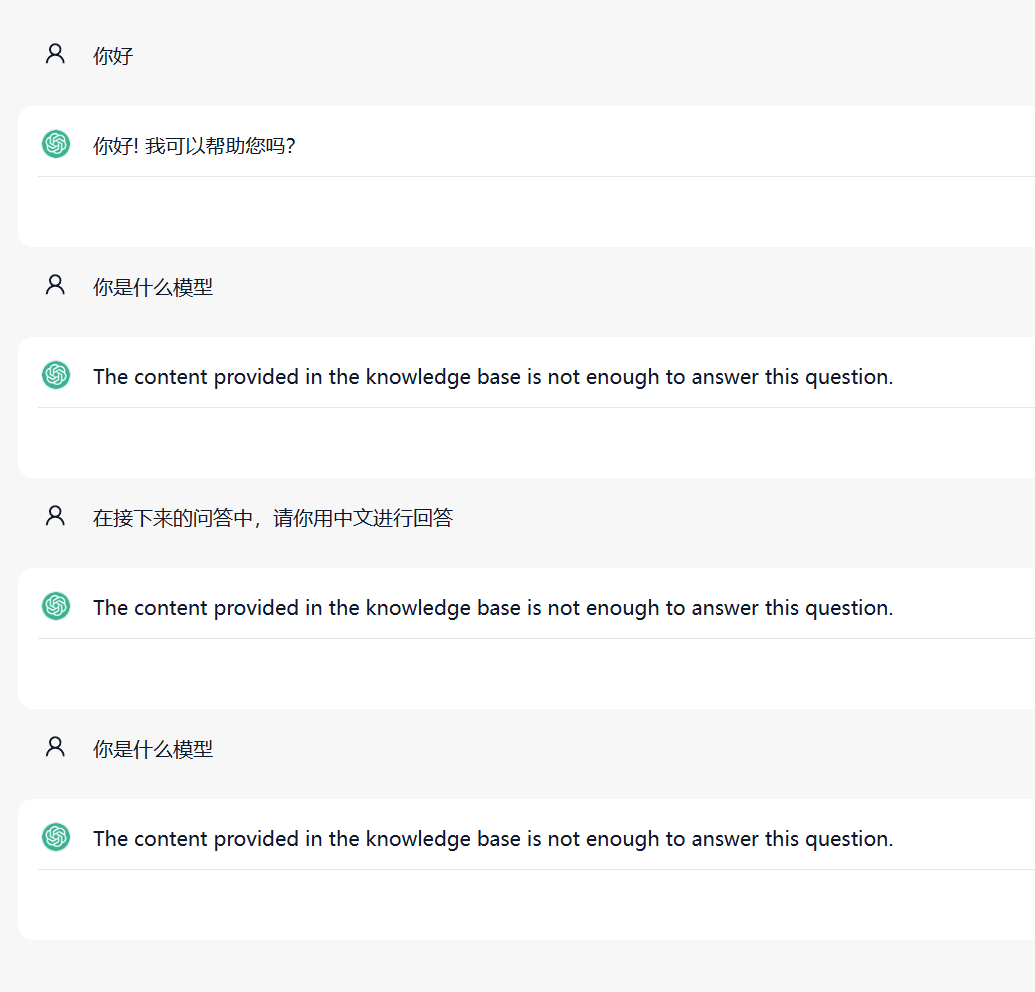 你好
你好! 我可以帮助您吗?
你是什么模型
The content provided in the knowledge base is not enough to answer this question.
在接下来的问答中，请你用中文进行回答
The content provided in the knowledge base is not enough to answer this question.
你是什么模型
The content provided in the knowledge base is not enough to answer this question.